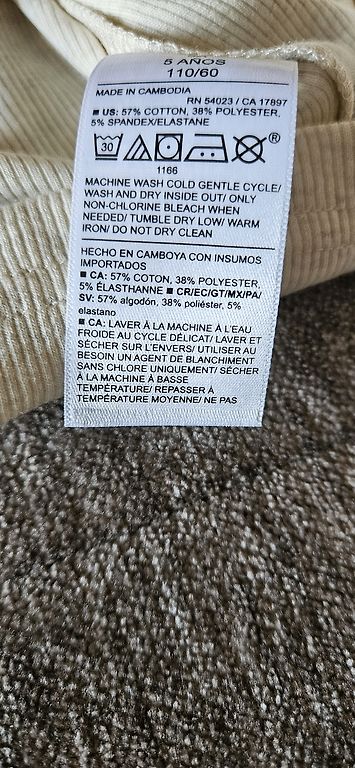 5 AÑOS
110/60
MADE IN CAMBODIA
RN 54023 / CA 17897
■ US: 57% COTTON, 38% POLYESTER,
5% SPANDEX/ELASTANE
30
®
1166
MACHINE WASH COLD GENTLE CYCLE/
WASH AND DRY INSIDE OUT/ ONLY
NON-CHLORINE BLEACH WHEN
NEEDED/ TUMBLE DRY LOW/ WARM
IRON/ DO NOT DRY CLEAN
HECHO EN CAMBOYA CON INSUMOS
IMPORTADOS
■ CA: 57% COTON, 38% POLYESTER,
5% ÉLASTHANNE ■ CR/EC/GT/MX/PA/
SV: 57% algodón, 38% poliéster, 5%
elastano
■ CA: LAVER À LA MACHINE À L'EAU
FROIDE AU CYCLE DÉLICAT/ LAVER ET
SÉCHER SUR L'ENVERS/ UTILISER AU
BESOIN UN AGENT DE BLANCHIMENT
SANS CHLORE UNIQUEMENT/ SÉCHER
À LA MACHINE À BASSE
TEMPÉRATURE/ REPASSER À
TEMPÉRATURE MOYENNE/ NE PAS